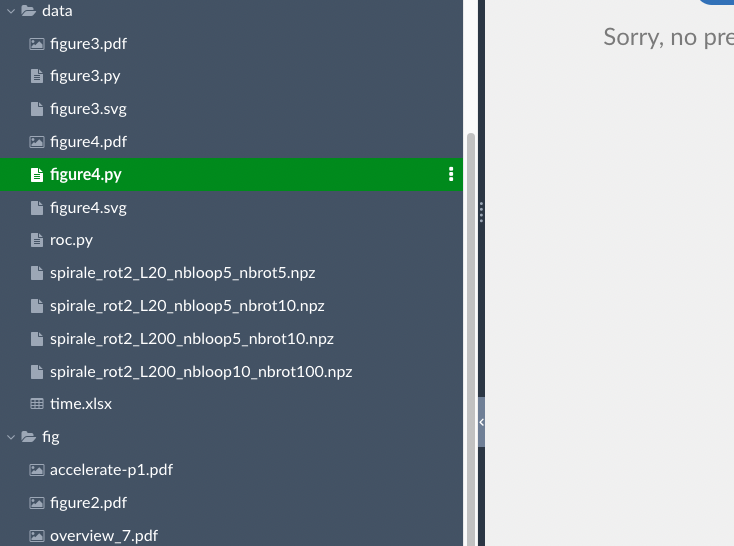 data
figure3.pdf
figure3.py
figure3.svg
figure4.pdf
figure4.py
figure4.svg
roc.py
spirale_rot2_L20_nbloop5_nbrot5.npz
spirale_rot2_L20_nbloop5_nbrot10.npz
spirale_rot2_L200_nbloop5_nbrot10.npz
spirale_rot2_L200_nbloop10_nbrot100.npz
time.xlsx
fig
accelerate-p1.pdf
figure2.pdf
overview_7.pdf
Sorry, no pre